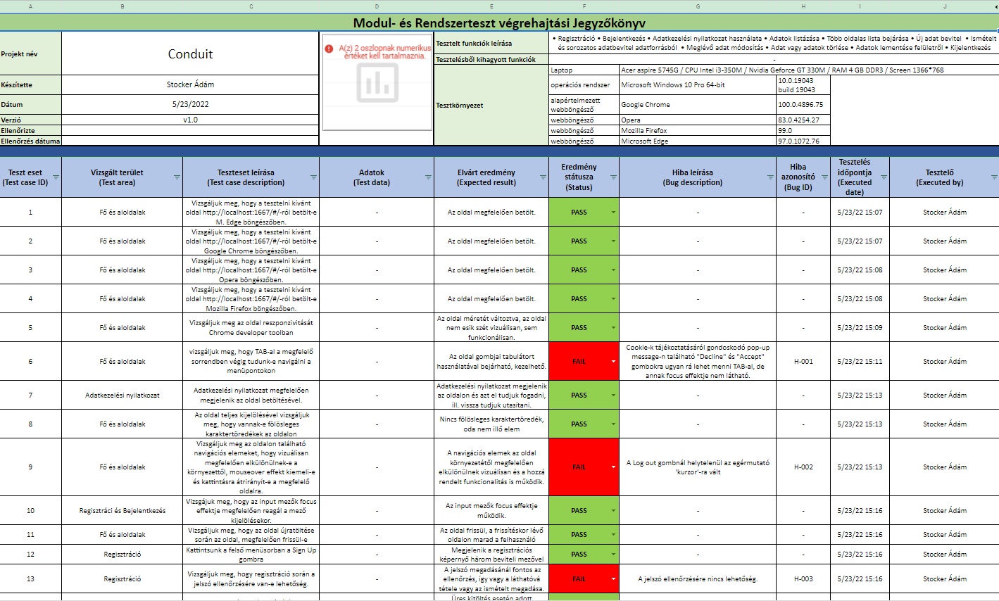 A B C D E F G H I J
Modul- és Rendszerteszt végrehajtási Jegyzőkönyv
Projekt név
Conduit
Készítette
Stocker Ádám
Dátum
5/23/2022
Verzió
v1.0
Ellenőrizte
Ellenőrzés dátuma
A(z) 2 oszlopnak numerikus
értéket kell tartalmaznia.
Tesztelt funkciók leírása
• Regisztráció • Bejelentkezés • Adatkezelési nyilatkozat használata • Adatok listázása • Több oldalas lista bejárása • Új adat bevitel • Ismételt
és sorozatos adatbevitel adatforrásból • Meglévő adat módosítás • Adat vagy adatok törlése • Adatok lementése felületről • Kijelentkezés
Tesztelésből kihagyott funkciók
-
Tesztkörnyezet
Laptop
Acer aspire 5745G / CPU Intel i3-350M / Nvidia Geforce GT 330M / RAM 4 GB DDR3 / Screen 1366*768
operációs rendszer
Microsoft Windows 10 Pro 64-bit
10.0.19043
build 19043
alapértelmezett
webböngésző
Google Chrome
100.0.4896.75
webböngésző
Opera
83.0.4254.27
webböngésző
Mozilla Firefox
99.0
webböngésző
Microsoft Edge
97.0.1072.76
Teszt eset
(Test case ID)
Vizsgált terület
(Test area)
Teszteset leírása
(Test case description)
Adatok
(Test data)
Elvárt eredmény
(Expected result)
Eredmény
státusza
(Status)
Hiba leírása
(Bug description)
Hiba
azonosító
(Bug ID)
Tesztelés
időpontja
(Executed
date)
Tesztelő
(Executed by)
1
Fő és aloldalak
Vizsgáljuk meg, hogy a tesztelni kívánt
oldal http://localhost:1667/#/-ról betölt-e
M. Edge böngészőben.
-
Az oldal megfelelően betölt.
PASS
-
-
5/23/22 15:07
Stocker Ádám
2
Fő és aloldalak
Vizsgáljuk meg, hogy a tesztelni kívánt
oldal http://localhost:1667/#/-ról betölt-e
Google Chrome böngészőben.
-
Az oldal megfelelően betölt.
PASS
-
-
5/23/22 15:07
Stocker Ádám
3
Fő és aloldalak
Vizsgáljuk meg, hogy a tesztelni kívánt
oldal http://localhost:1667/#/-ról betölt-e
Opera böngészőben.
-
Az oldal megfelelően betölt.
PASS
-
-
5/23/22 15:08
Stocker Ádám
4
Fő és aloldalak
Vizsgáljuk meg, hogy a tesztelni kívánt
oldal http://localhost:1667/#/-ról betölt-e
Mozilla Firefox böngészőben.
-
Az oldal megfelelően betölt.
PASS
-
-
5/23/22 15:08
Stocker Ádám
5
Fő és aloldalak
Vizsgáljuk meg az oldal reszponzivitását
Chrome developer toolban
-
Az oldal méretét változtva, az oldal
nem esik szét vizuálisan, sem
funkcionálisan.
PASS
-
-
5/23/22 15:09
Stocker Ádám
6
Fő és aloldalak
vizsgáljuk meg, hogy TAB-al a megfelelő
sorrendben végig tudunk-e navigálni a
menüpontokon
-
Az oldal gombjai tabulátort
használatával bejárható, kezelhető.
FAIL
Cookie-k tájékoztatásáról gondoskodó pop-up
message-n található "Decline" és "Accept"
gombokra ugyan rá lehet menni TAB-al, de
annak focus effektje nem látható.
H-001
5/23/22 15:11
Stocker Ádám
7
Adatkezelési nyilatkozat
Adatkezelési nyilatkozat megfelelően
megjelenik az oldal betöltésével.
-
Adatkezelési nyilatkozat megjelenik
az oldalon és azt el tudjuk fogadni,
ill. vissza tudjuk utasítani.
PASS
-
-
5/23/22 15:13
Stocker Ádám
8
Fő és aloldalak
Az oldal teljes kijelölésével vizsgáljuk
meg, hogy vannak-e fölösleges
karaktertöredékek az oldalon
-
Nincs fölösleges karaktertöredék,
oda nem illő elem
PASS
-
-
5/23/22 15:13
Stocker Ádám
9
Fő és aloldalak
Vizsgáljuk meg az oldalon található
navigációs elemeket, hogy vizuálisan
megfelelően elkülönülnek-e a
környezettől, mouseover effekt kiemeli-e
és kattintásra átrirányít-e a megfelelő
oldalra.
-
A navigációs elemek az oldal
környezetétől megfelelően
elkülönülnek vizuálisan és a hozzá
rendelt funkcionalitás is működik.
FAIL
A Log out gombnál helytelenül az egérmutató
'kurzor'-ra vált
H-002
5/23/22 15:13
Stocker Ádám
10
Regisztráci és Bejelentkezés
Vizsgájuk meg, hogy az input mezők focus
effektje megfelelően reagál a mező
kijelölésekor.
-
Az input mezők focus effektje
működik.
PASS
-
-
5/23/22 15:16
Stocker Ádám
11
Fő és aloldalak
Vizsgáljuk meg, hogy az oldal újratöltése
során az oldal, megfelelően frissül-e
-
Az oldal frissül, a frissítéskor lévő
oldalon marad a felhasználó
PASS
-
-
5/23/22 15:16
Stocker Ádám
12
Regisztráció
Kattintsunk a felső menüsorban a Sign Up
gombra
-
Megjelenik a regisztrációs
képernyő három beviteli mezővel
PASS
-
-
5/23/22 15:16
Stocker Ádám
13
Regisztráció
Vizsgáljuk meg, hogy regisztráció során a
jelszó ellenőrzésére van-e lehetőség.
-
A jelszó megadásánál fontos az
ellenőrzés, így vagy a láthatóvá
tétele vagy az ismételt megadása.
FAIL
A jelszó ellenőrzésére nincs lehetőség.
H-003
5/23/22 15:16
Stocker Ádám
Üres kitöltés esetén adott